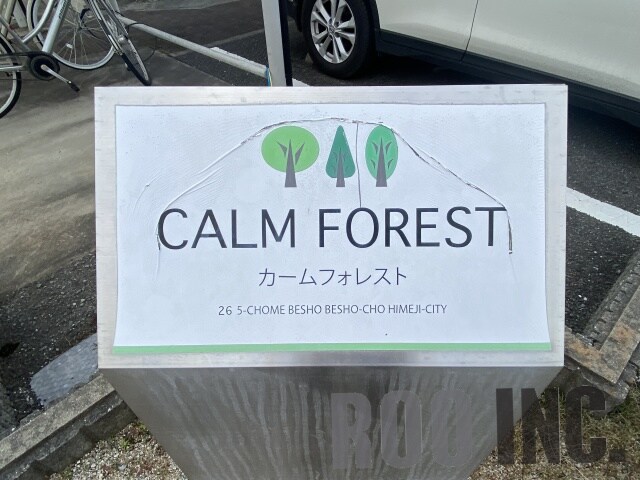 CALM FOREST
カームフォレスト
26 5-CHOME BESHO BESHO-CHO HIMEJI-CITY
ROO INC.